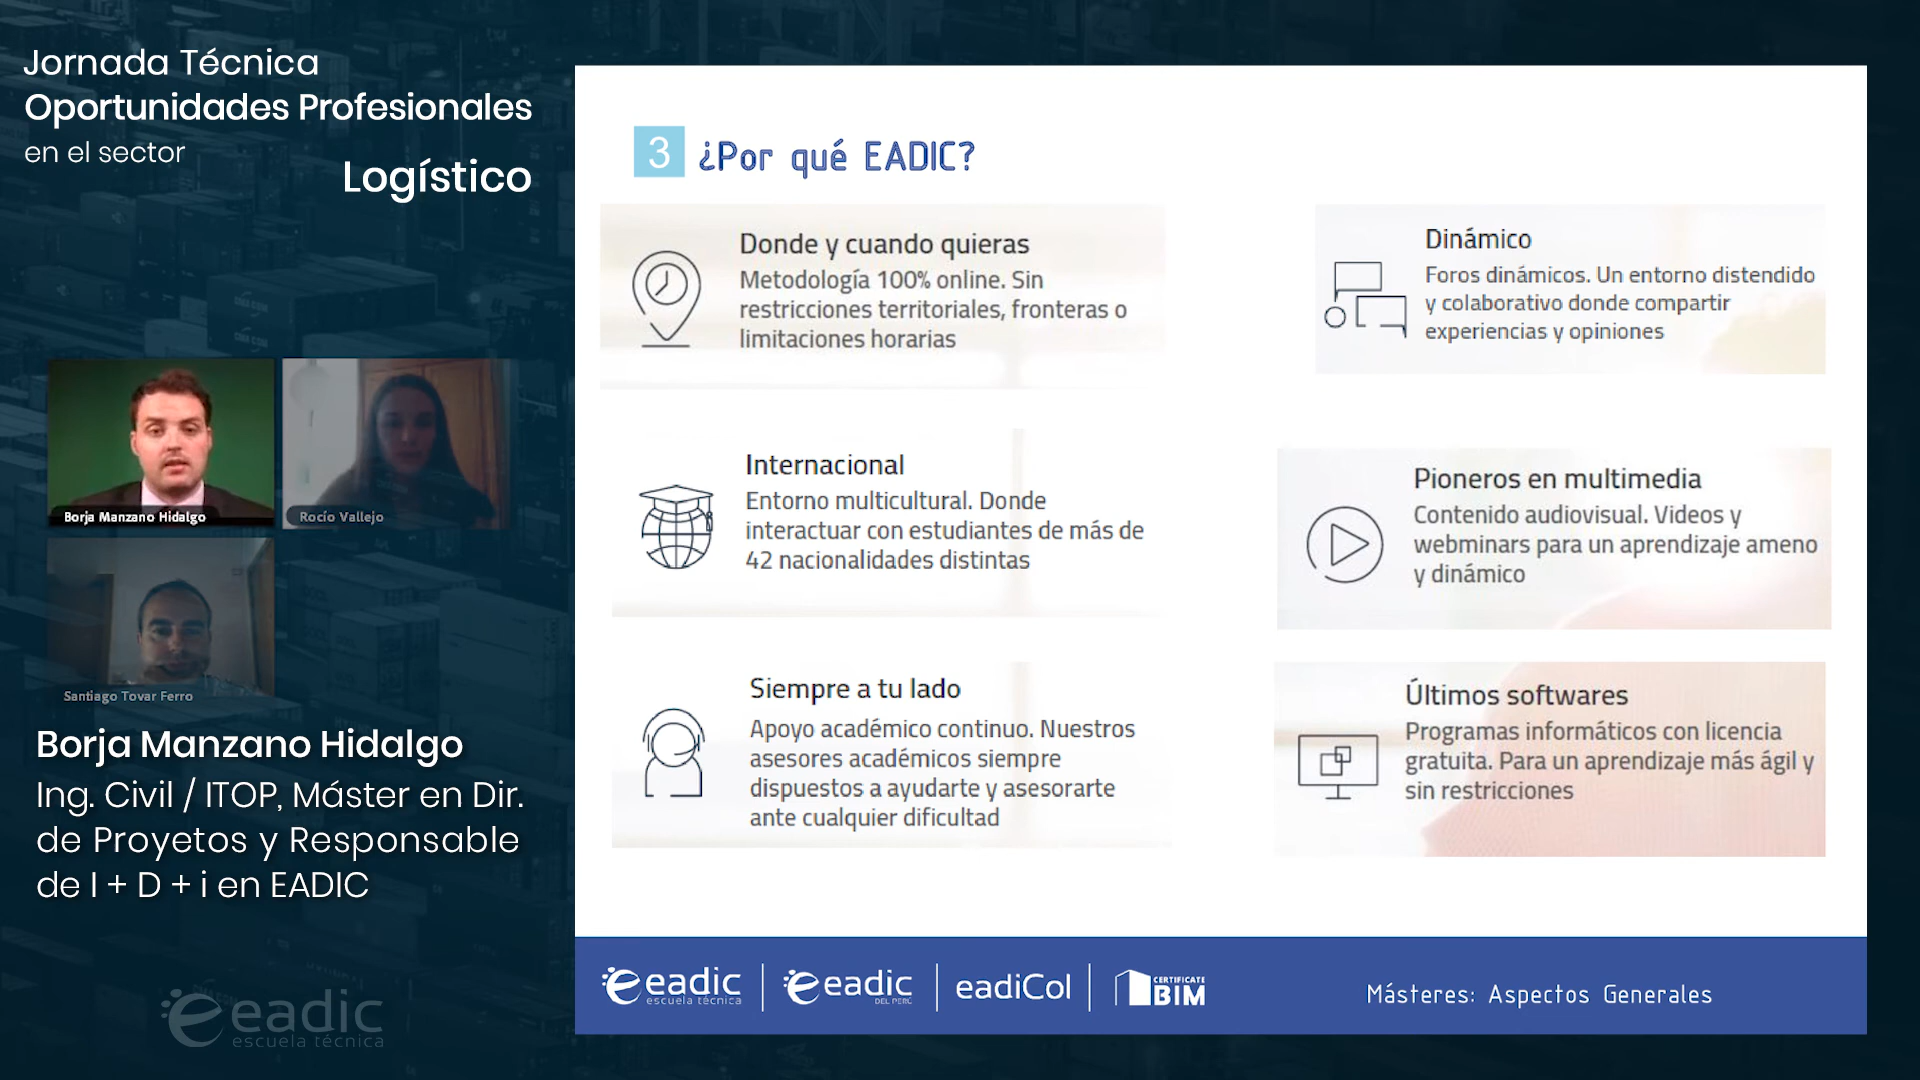 Jornada Técnica
Oportunidades Profesionales
en el sector
Logístico
Borja Manzano Hidalgo
Rocío Vallejo
Santiago Tovar Ferro
Borja Manzano Hidalgo
Ing. Civil / ITOP, Máster en Dir.
de Proyetos y Responsable
de I + D + i en EADIC
eadic
escuela técnica
3 ¿Por qué EADIC?
Donde y cuando quieras
Metodología 100% online. Sin
restricciones territoriales, fronteras o
limitaciones horarias
Dinámico
Foros dinámicos. Un entorno distendido
y colaborativo donde compartir
experiencias y opiniones
Internacional
Entorno multicultural. Donde
interactuar con estudiantes de más de
42 nacionalidades distintas
Pioneros en multimedia
Contenido audiovisual. Videos y
webminars para un aprendizaje ameno
y dinámico
Siempre a tu lado
Apoyo académico continuo. Nuestros
asesores académicos siempre
dispuestos a ayudarte y asesorarte
ante cualquier dificultad
Últimos softwares
Programas informáticos con licencia
gratuita. Para un aprendizaje más ágil y
sin restricciones
eadic
escuela técnica
eadic
DEL PERÚ
eadiCol
CERTIFICATE
BIM
Másteres: Aspectos Generales